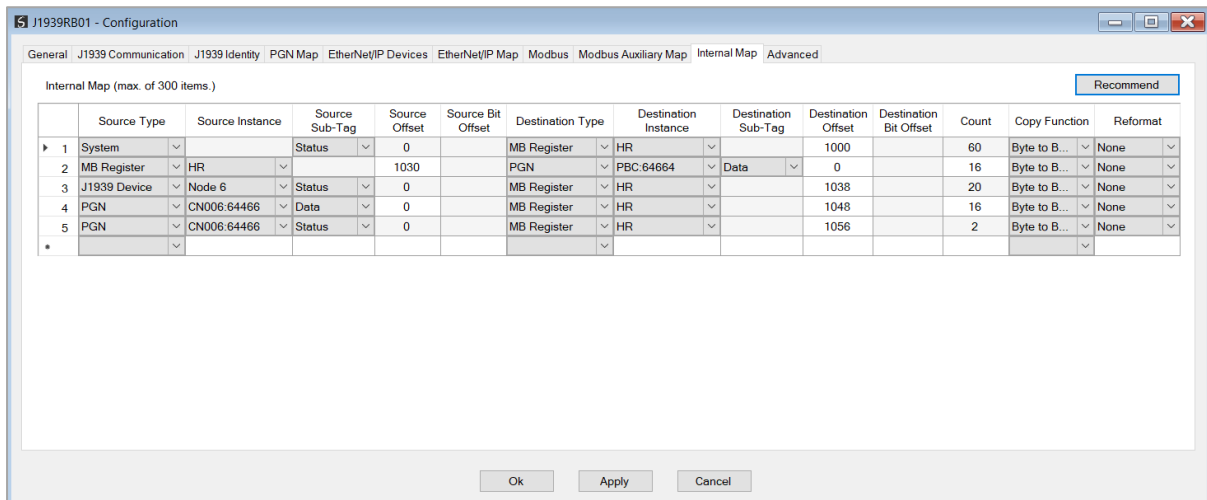 J1939RB01 - Configuration
General J1939 Communication J1939 Identity PGN Map EtherNet/IP Devices EtherNet/IP Map Modbus Modbus Auxiliary Map Internal Map Advanced
Internal Map (max. of 300 items.) Recommend
Source Type Source Instance Source Sub-Tag Source Offset Source Bit Offset Destination Type Destination Instance Destination Sub-Tag Destination Offset Destination Bit Offset Count Copy Function Reformat
1 System Status 0 MB Register HR 1000 60 Byte to B... None
2 MB Register HR 1030 PGN PBC:64664 Data 0 16 Byte to B... None
3 J1939 Device Node 6 Status 0 MB Register HR 1038 20 Byte to B... None
4 PGN CN006:64466 Data 0 MB Register HR 1048 16 Byte to B... None
5 PGN CN006:64466 Status 0 MB Register HR 1056 2 Byte to B... None
Ok Apply Cancel